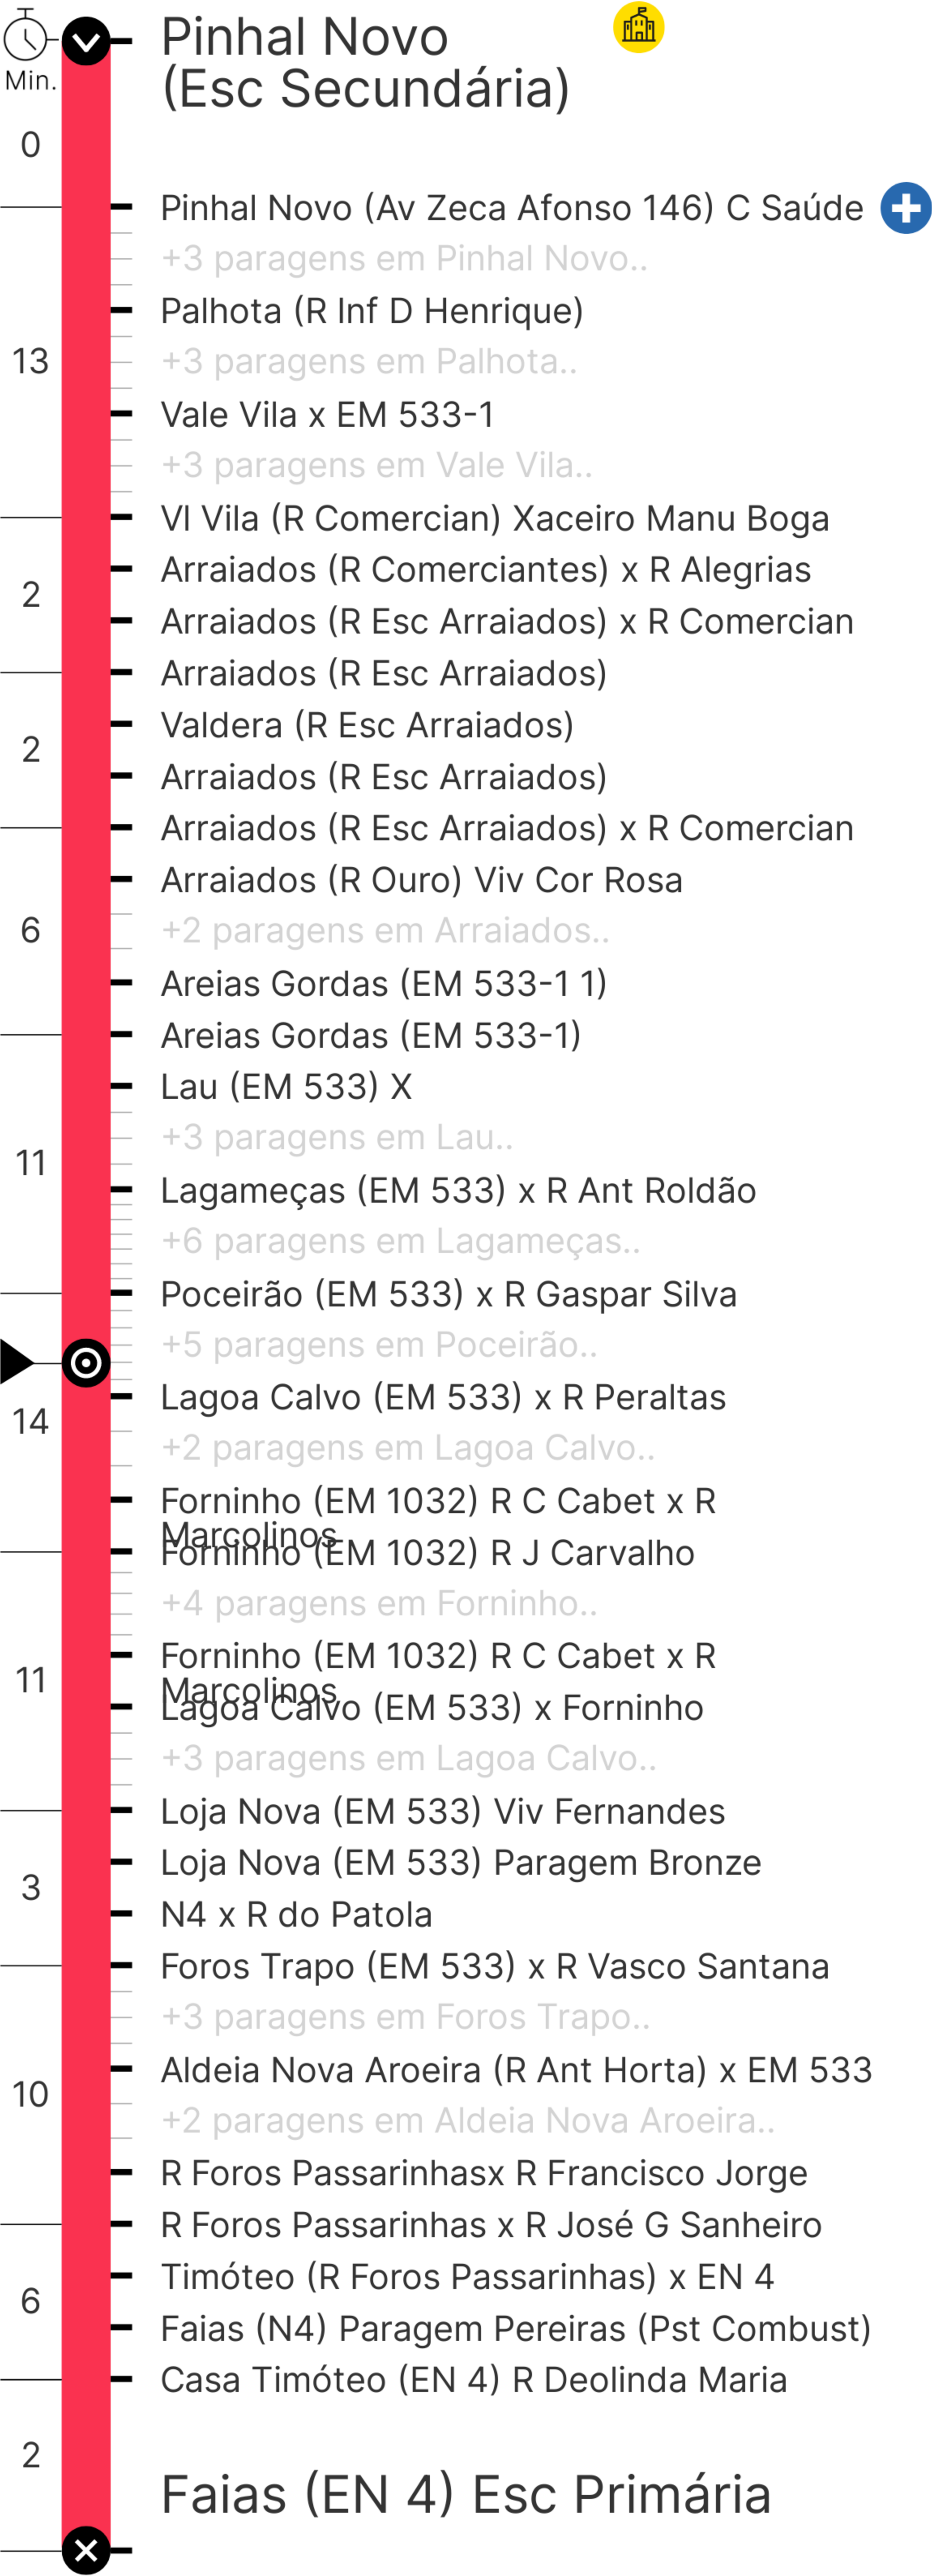 Pinhal Novo
(Esc Secundária)
Min.
0
Pinhal Novo (Av Zeca Afonso 146) C Saúde
+3 paragens em Pinhal Novo..
Palhota (R Inf D Henrique)
13
+3 paragens em Palhota..
Vale Vila x EM 533-1
+3 paragens em Vale Vila..
Vl Vila (R Comercian) Xaceiro Manu Boga
Arraiados (R Comerciantes) x R Alegrias
2
Arraiados (R Esc Arraiados) x R Comercian
Arraiados (R Esc Arraiados)
Valdera (R Esc Arraiados)
2
Arraiados (R Esc Arraiados)
Arraiados (R Esc Arraiados) x R Comercian
Arraiados (R Ouro) Viv Cor Rosa
6
+2 paragens em Arraiados..
Areias Gordas (EM 533-1 1)
Areias Gordas (EM 533-1)
Lau (EM 533) X
+3 paragens em Lau..
11
Lagameças (EM 533) x R Ant Roldão
+6 paragens em Lagameças..
Poceirão (EM 533) x R Gaspar Silva
+5 paragens em Poceirão..
Lagoa Calvo (EM 533) x R Peraltas
14
+2 paragens em Lagoa Calvo..
Forninho (EM 1032) R C Cabet x R
Marcolinos
Forninho (EM 1032) R J Carvalho
+4 paragens em Forninho..
Forninho (EM 1032) R C Cabet x R
Marcolinos
11
Lagoa Calvo (EM 533) x Forninho
+3 paragens em Lagoa Calvo..
Loja Nova (EM 533) Viv Fernandes
Loja Nova (EM 533) Paragem Bronze
3
N4 x R do Patola
Foros Trapo (EM 533) x R Vasco Santana
+3 paragens em Foros Trapo..
Aldeia Nova Aroeira (R Ant Horta) x EM 533
10
+2 paragens em Aldeia Nova Aroeira..
R Foros Passarinhasx R Francisco Jorge
R Foros Passarinhas x R José G Sanheiro
Timóteo (R Foros Passarinhas) x EN 4
6
Faias (N4) Paragem Pereiras (Pst Combust)
Casa Timóteo (EN 4) R Deolinda Maria
2
Faias (EN 4) Esc Primária